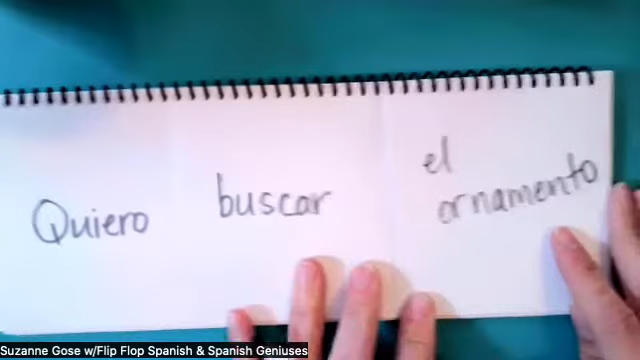 Quiero buscar el
ornamento
Suzanne Gose w/Flip Flop Spanish & Spanish Geniuses